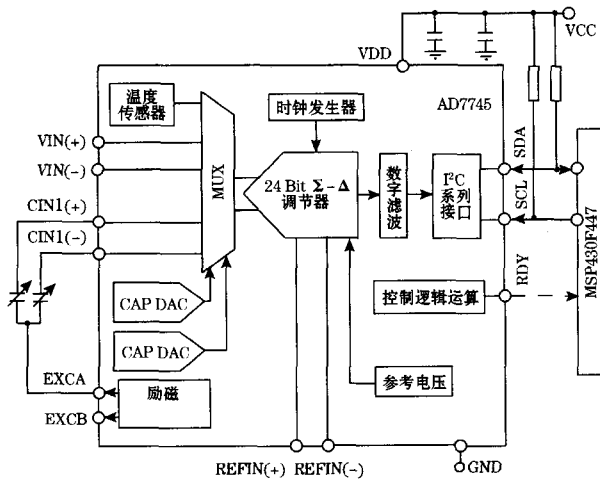 VCC
VDD
温度
传感器
时钟发生器
AD7745
VIN(+)
VIN(-)
MUX
24 Bit Σ-Δ
调节器
数字滤波
I²C
系列
接口
SDA
SCL
MSP430F447
CIN1(+)
CIN1(-)
RDY
CAP DAC
控制逻辑运算
CAP DAC
EXCA
励磁
参考电压
EXCB
REFIN(+) REFIN(-)
GND